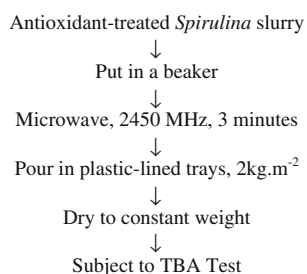 Antioxidant-treated Spirulina slurry
↓
Put in a beaker
↓
Microwave, 2450 MHz, 3 minutes
↓
Pour in plastic-lined trays, 2kg.m⁻²
↓
Dry to constant weight
↓
Subject to TBA Test